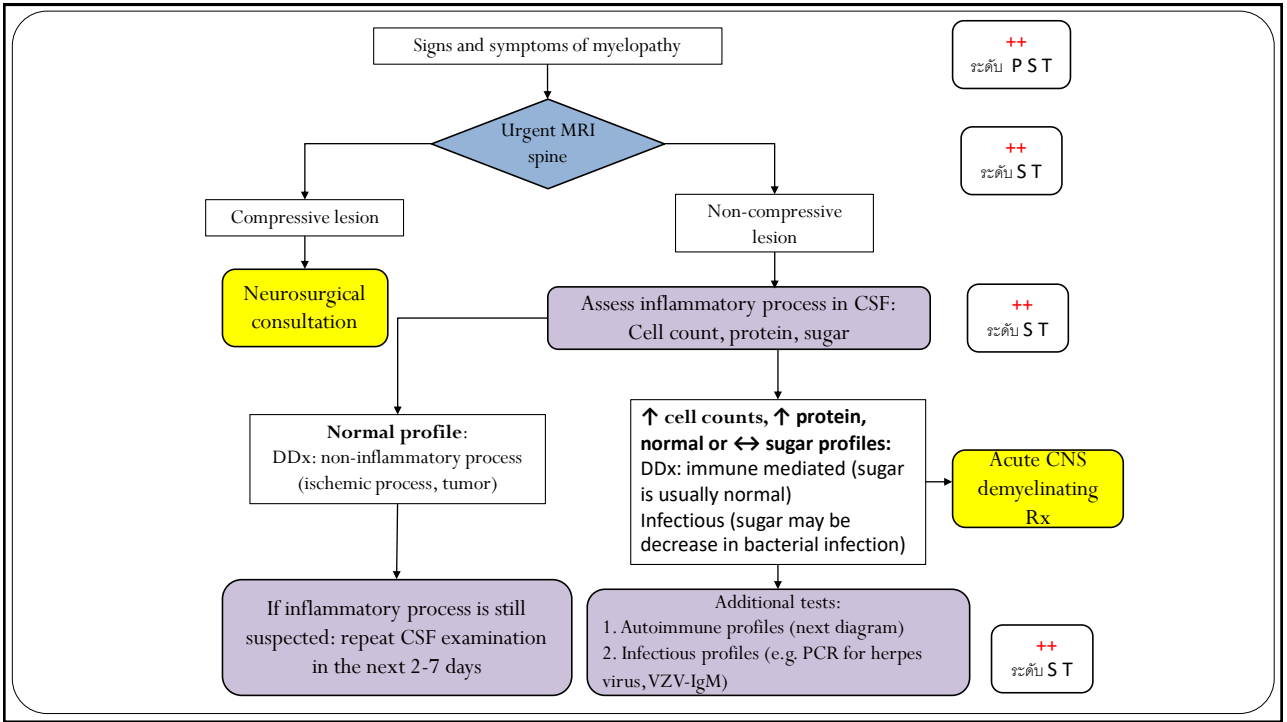 Signs and symptoms of myelopathy
++
ระดับ P S T
Urgent MRI
spine
++
ระดับ S T
Compressive lesion
Non-compressive
lesion
Neurosurgical
consultation
Assess inflammatory process in CSF:
Cell count, protein, sugar
++
ระดับ S T
Normal profile:
DDx: non-inflammatory process
(ischemic process, tumor)
↑ cell counts, ↑ protein,
normal or ↔ sugar profiles:
DDx: immune mediated (sugar
is usually normal)
Infectious (sugar may be
decrease in bacterial infection)
Acute CNS
demyelinating
Rx
If inflammatory process is still
suspected: repeat CSF examination
in the next 2-7 days
Additional tests:
1. Autoimmune profiles (next diagram)
2. Infectious profiles (e.g. PCR for herpes
virus, VZV-IgM)
++
ระดับ S T